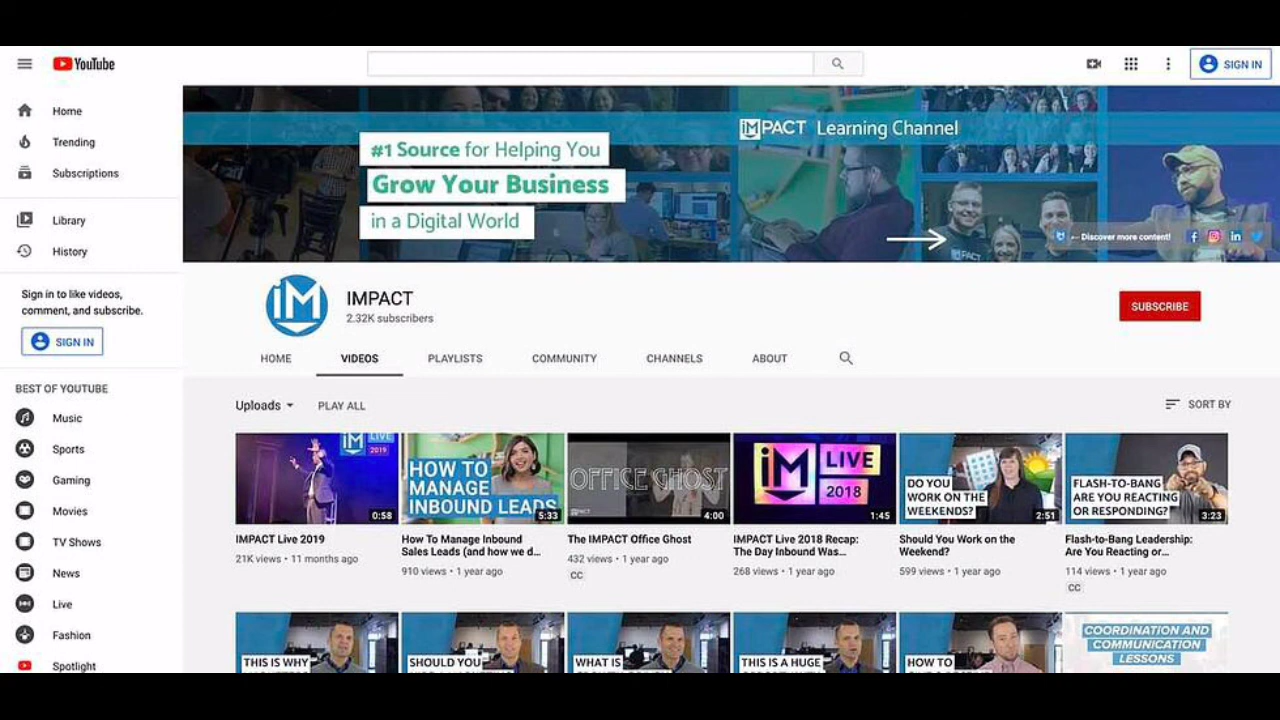 YouTube
SIGN IN
Home
Trending
Subscriptions
Library
History
Sign in to like videos,
comment, and subscribe.
SIGN IN
BEST OF YOUTUBE
Music
Sports
Gaming
Movies
TV Shows
News
Live
Fashion
Spotlight
#1 Source for Helping You
Grow Your Business
in a Digital World
iMPACT Learning Channel
← Discover more content!
iM
IMPACT
2.32K subscribers
SUBSCRIBE
HOME VIDEOS PLAYLISTS COMMUNITY CHANNELS ABOUT
Uploads PLAY ALL SORT BY
iM LIVE
2019
0:58
IMPACT Live 2019
21K views • 11 months ago
HOW TO
MANAGE
INBOUND LEADS
5:33
How To Manage Inbound
Sales Leads (and how we d...
910 views • 1 year ago
OFFICE GHOST
4:00
The IMPACT Office Ghost
432 views • 1 year ago
CC
iM LIVE
2018
1:45
IMPACT Live 2018 Recap:
The Day Inbound Was...
268 views • 1 year ago
DO YOU
WORK ON THE
WEEKENDS?
2:51
Should You Work on the
Weekend?
599 views • 1 year ago
FLASH-TO-BANG
ARE YOU REACTING
OR RESPONDING?
3:23
Flash-to-Bang Leadership:
Are You Reacting or...
114 views • 1 year ago
CC
THIS IS WHY
SHOULD YOU
WHAT IS
THIS IS A HUGE
HOW TO
COORDINATION AND
COMMUNICATION
LESSONS